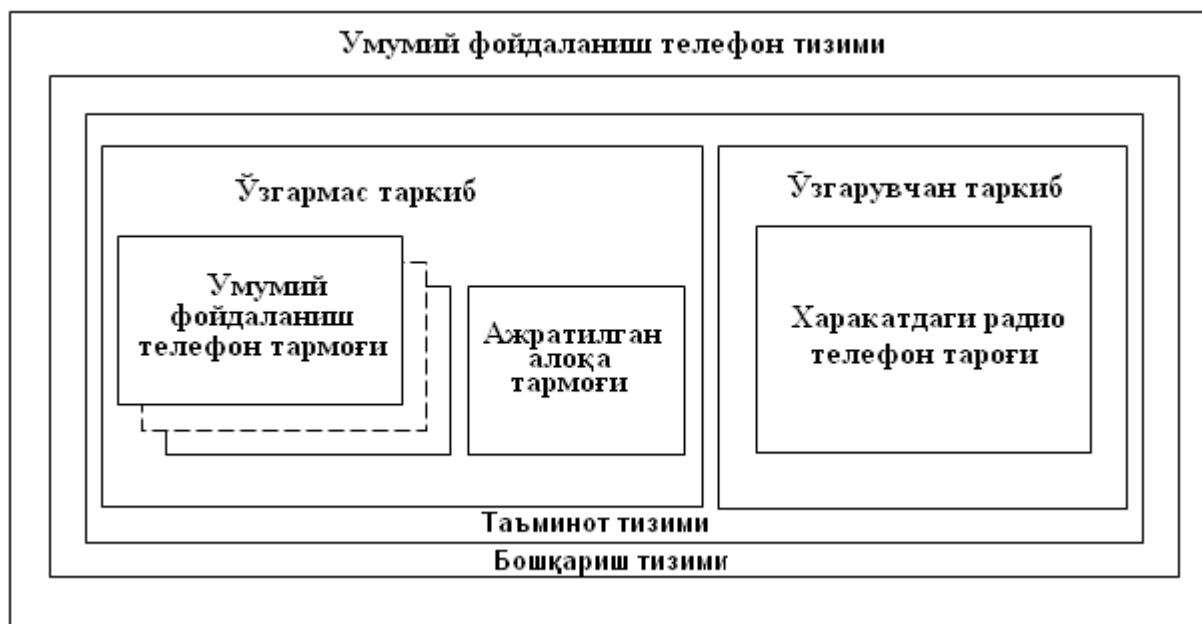 Умумий фойдаланиш телефон тизими
Ўзгармас таркиб
Ўзгарувчан таркиб
Умумий
фойдаланиш
телефон тармоғи
Ажратилган
алоқа
тармоғи
Харакатдаги радио
телефон тароғи
Таъминот тизими
Бошқариш тизими